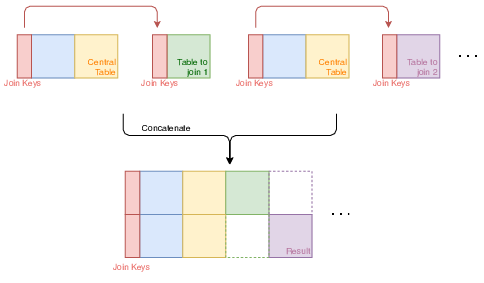 Central
Table
Table to
join 1
Central
Table
Table to
join 2
Join Keys
Join Keys
Join Keys
Join Keys
Concatenate
Result
Join Keys